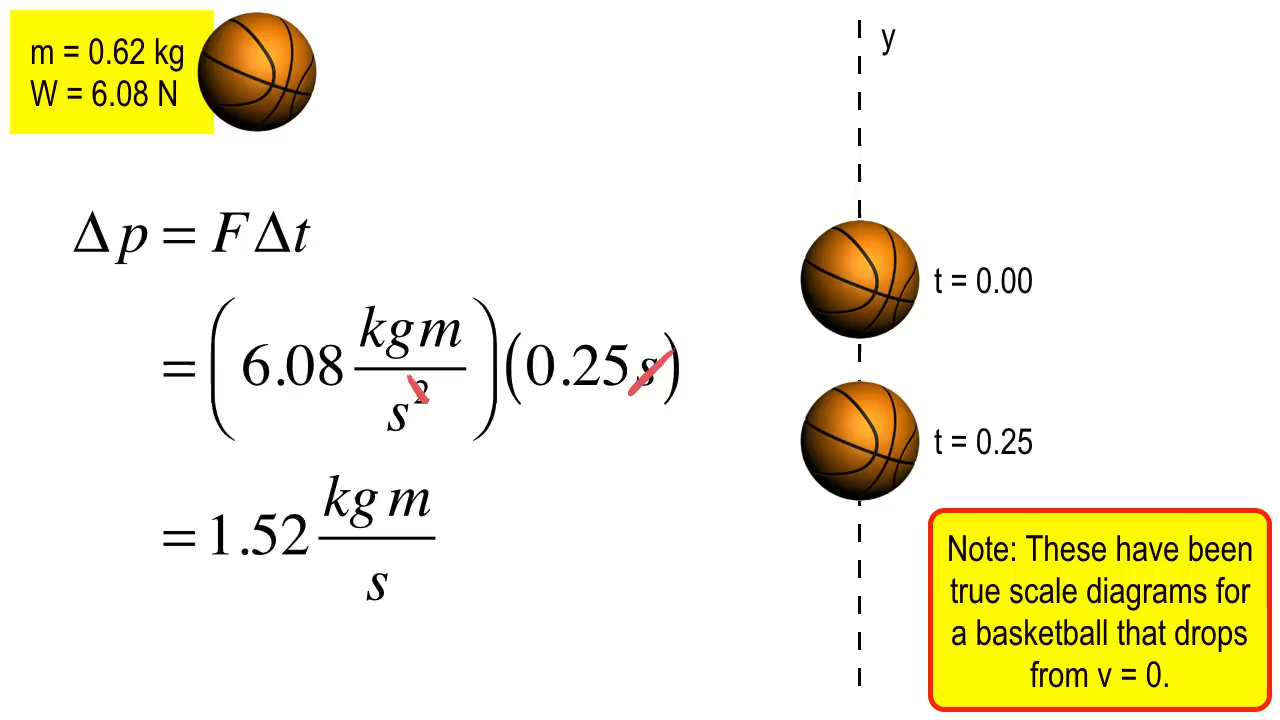 m = 0.62 kg
W = 6.08 N
y
Δp = FΔt
t = 0.00
= (6.08 kg m / s²)(0.25 s)
t = 0.25
= 1.52 kg m / s
Note: These have been
true scale diagrams for
a basketball that drops
from v = 0.